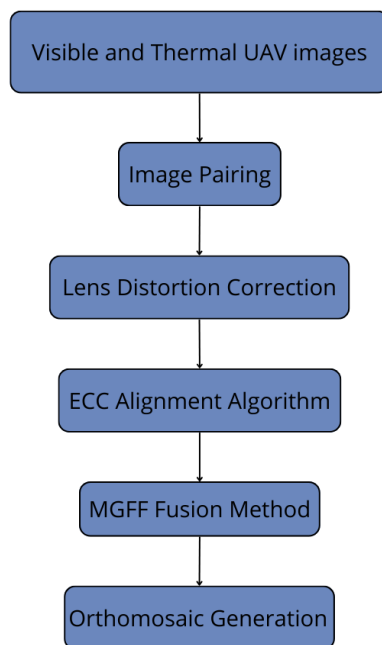 Visible and Thermal UAV images
Image Pairing
Lens Distortion Correction
ECC Alignment Algorithm
MGFF Fusion Method
Orthomosaic Generation